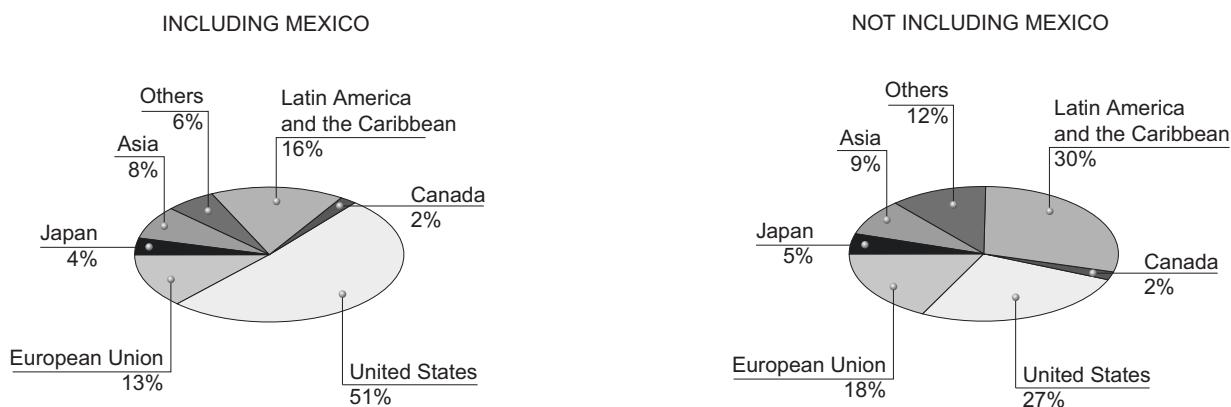 INCLUDING MEXICO
Others
6%
Latin America
and the Caribbean
16%
Asia
8%
Canada
2%
Japan
4%
European Union
13%
United States
51%
NOT INCLUDING MEXICO
Others
12%
Latin America
and the Caribbean
30%
Asia
9%
Japan
5%
Canada
2%
European Union
18%
United States
27%